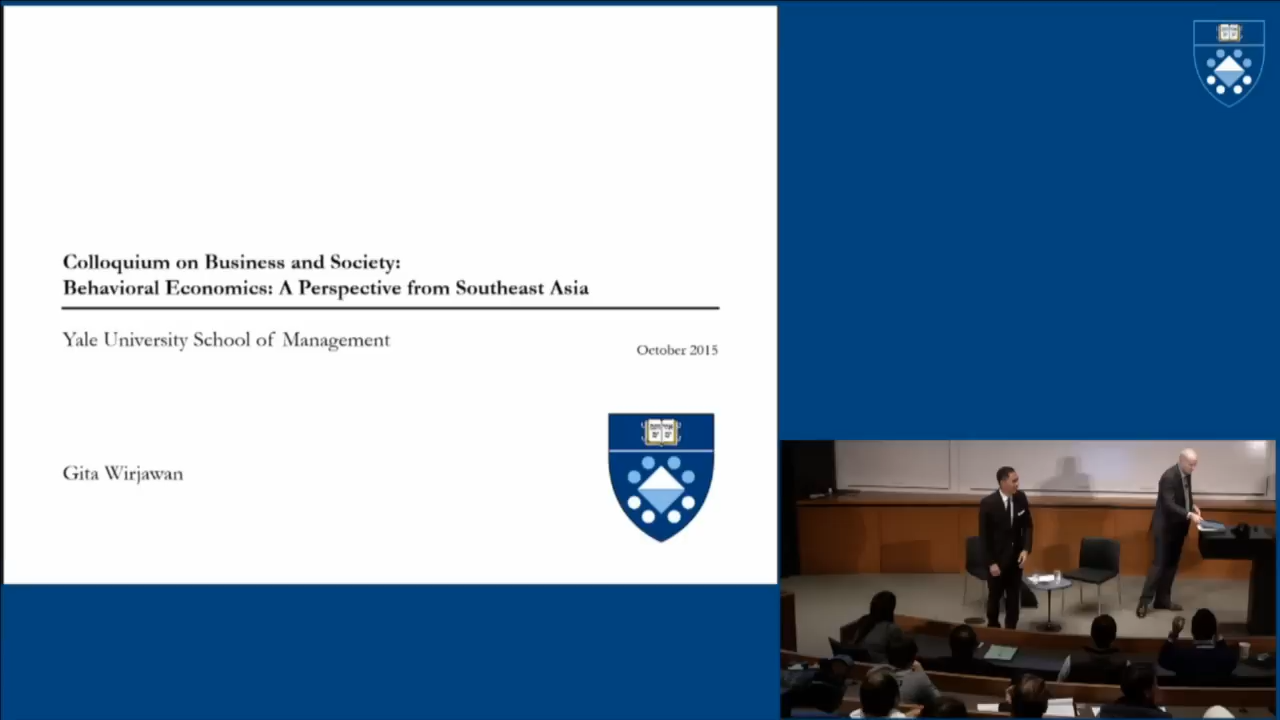 Colloquium on Business and Society:
Behavioral Economics: A Perspective from Southeast Asia
Yale University School of Management
October 2015
Gita Wirjawan